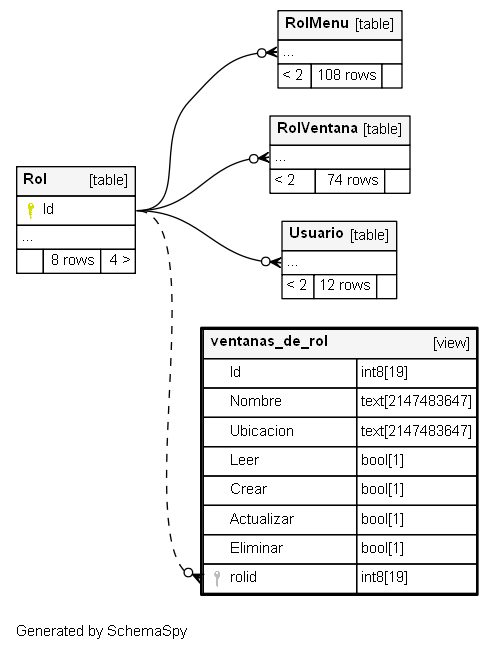 RolMenu [table]
...
< 2 108 rows
RolVentana [table]
...
< 2 74 rows
Rol [table]
Id
...
8 rows 4 >
Usuario [table]
...
< 2 12 rows
ventanas_de_rol [view]
Id int8[19]
Nombre text[2147483647]
Ubicacion text[2147483647]
Leer bool[1]
Crear bool[1]
Actualizar bool[1]
Eliminar bool[1]
rolid int8[19]
Generated by SchemaSpy